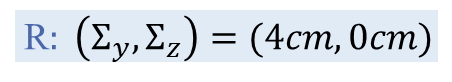 R: (Σ_y, Σ_z) = (4cm, 0cm)